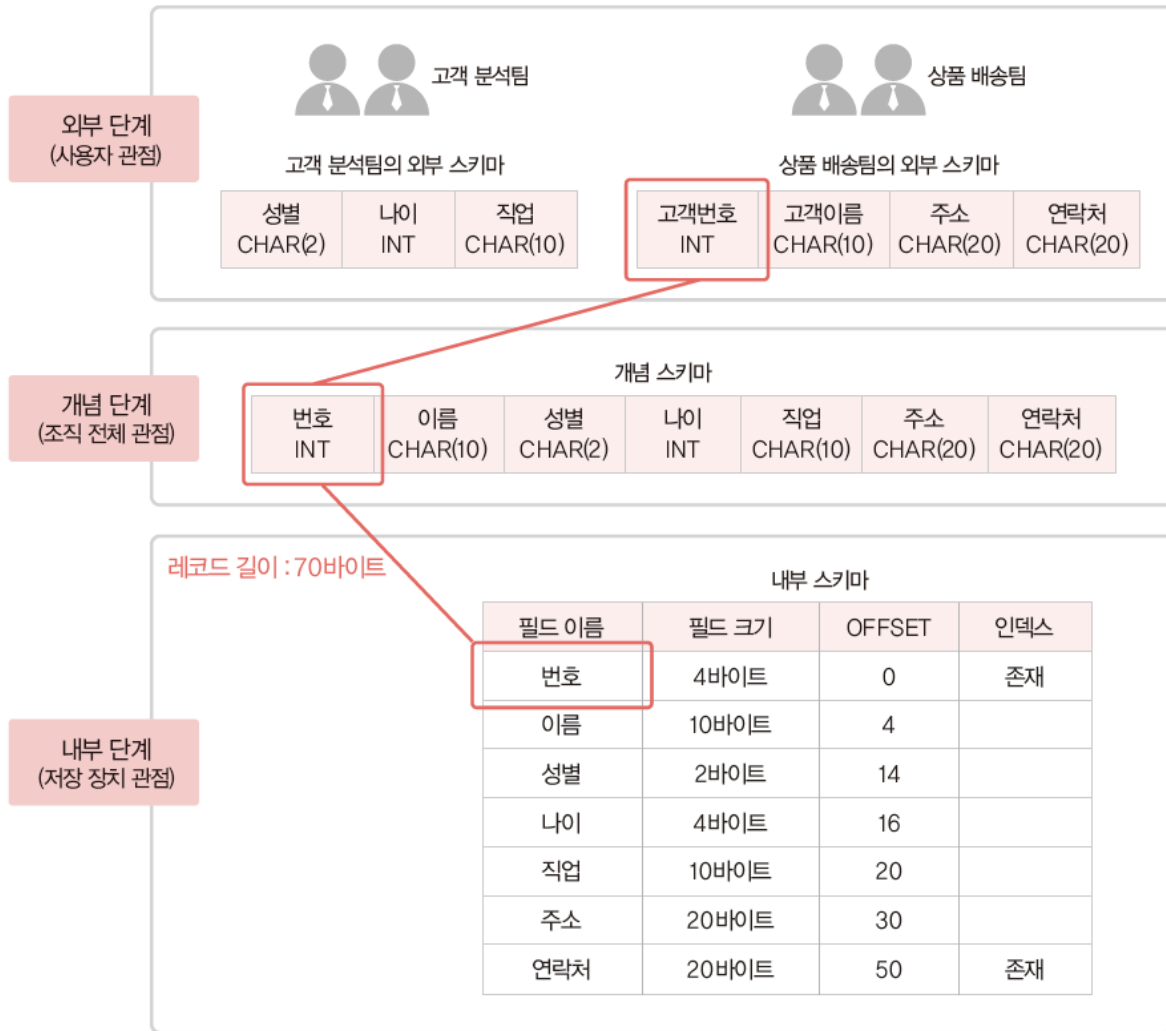 고객 분석팀
상품 배송팀
외부 단계
(사용자 관점)
고객 분석팀의 외부 스키마
상품 배송팀의 외부 스키마
성별 나이 직업
CHAR(2) INT CHAR(10)
고객번호 고객이름 주소 연락처
INT CHAR(10) CHAR(20) CHAR(20)
개념 단계
(조직 전체 관점)
개념 스키마
번호 이름 성별 나이 직업 주소 연락처
INT CHAR(10) CHAR(2) INT CHAR(10) CHAR(20) CHAR(20)
내부 단계
(저장 장치 관점)
레코드 길이 : 70바이트
내부 스키마
필드 이름 필드 크기 OFFSET 인덱스
번호 4바이트 0 존재
이름 10바이트 4
성별 2바이트 14
나이 4바이트 16
직업 10바이트 20
주소 20바이트 30
연락처 20바이트 50 존재